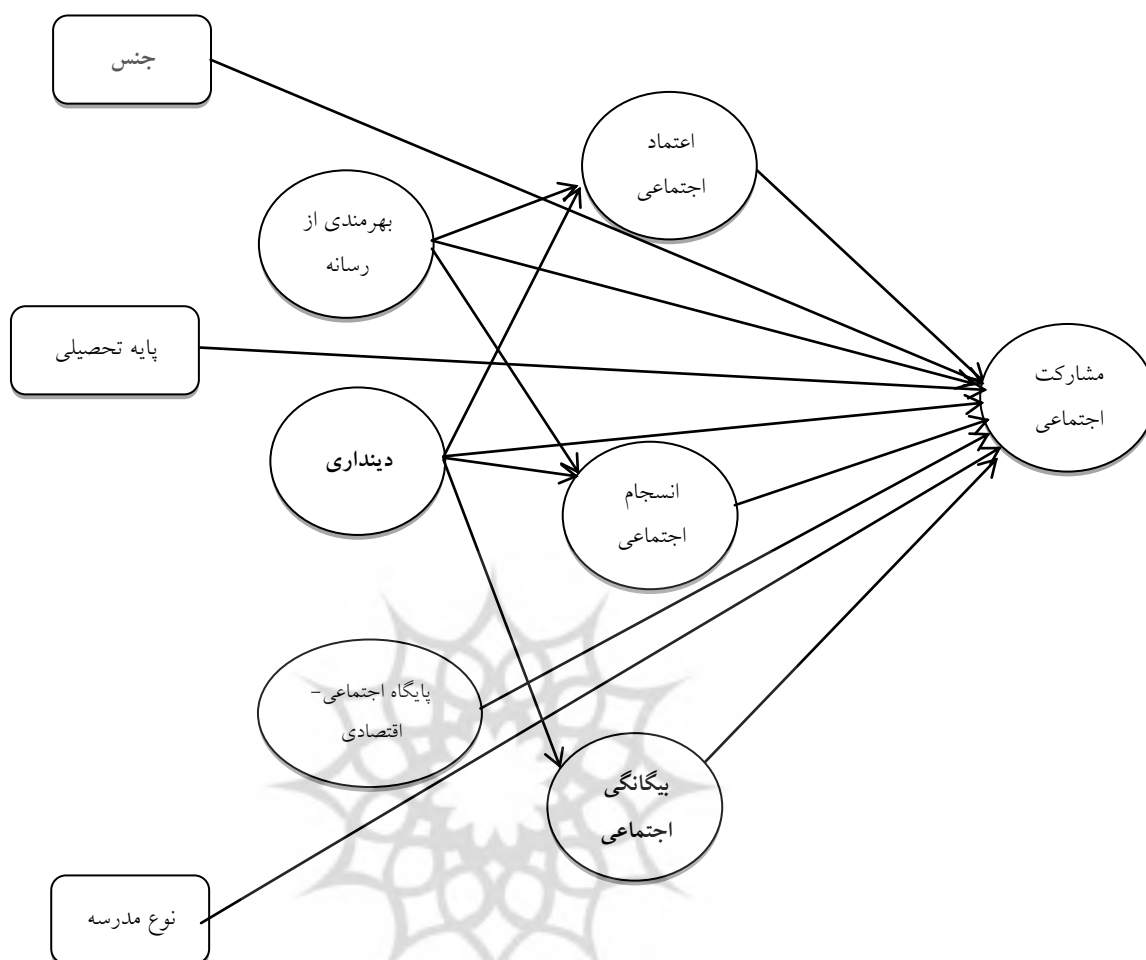 جنس
اعتماد
اجتماعی
بهرمندی از
رسانه
پایه تحصیلی
مشارکت
اجتماعی
دینداری
انسجام
اجتماعی
پایگاه اجتماعی-
اقتصادی
بیگانگی
اجتماعی
نوع مدرسه